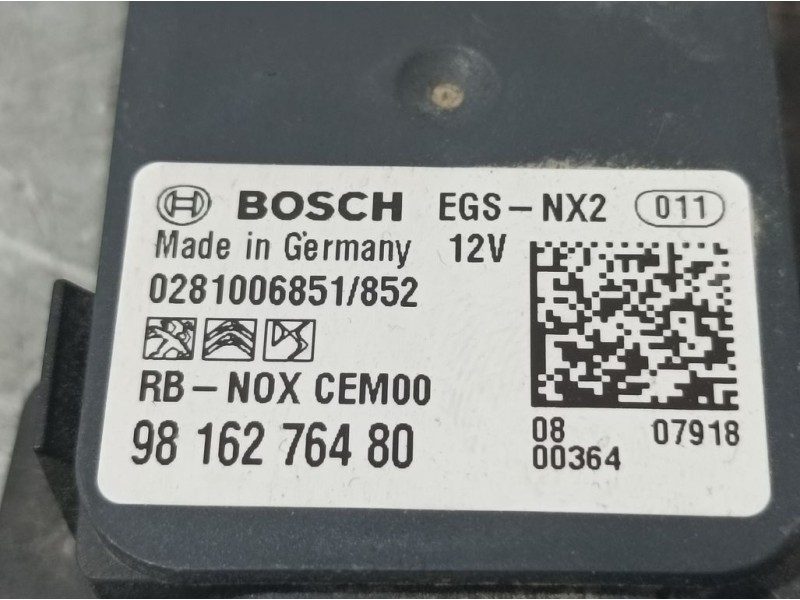 BOSCH EGS-NX2 011
Made in Germany 12V
0281006851/852
RB-NOX CEM00
98 162 764 80
08 07918
00364